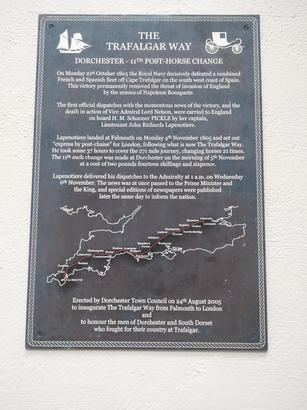 THE
TRAFALGAR WAY
DORCHESTER - 11TH POST-HORSE CHANGE
On Monday 21st October 1805 the Royal Navy decisively defeated a combined
French and Spanish fleet off Cape Trafalgar on the south west coast of Spain.
This victory permanently removed the threat of invasion of England
by the armies of Napoleon Bonaparte.
The first official dispatches with the momentous news of the victory, and the
death in action of Vice Admiral Lord Nelson, were carried to England
on board H. M. Schooner PICKLE by her captain,
Lieutenant John Richards Lapenotiere.
Lapenotiere landed at Falmouth on Monday 4th November 1805 and set out
"express by post-chaise" for London, following what is now The Trafalgar Way.
He took some 37 hours to cover the 271 mile journey, changing horses 21 times.
The 11th such change was made at Dorchester on the morning of 5th November
at a cost of two pounds fourteen shillings and sixpence.
Lapenotiere delivered his dispatches to the Admiralty at 1 a.m. on Wednesday
6th November. The news was at once passed to the Prime Minister and
the King, and special editions of newspapers were published
later the same day to inform the nation.
FALMOUTH
Erected by Dorchester Town Council on 24th August 2005
to inaugurate The Trafalgar Way from Falmouth to London
and
to honour the men of Dorchester and South Dorset
who fought for their country at Trafalgar.